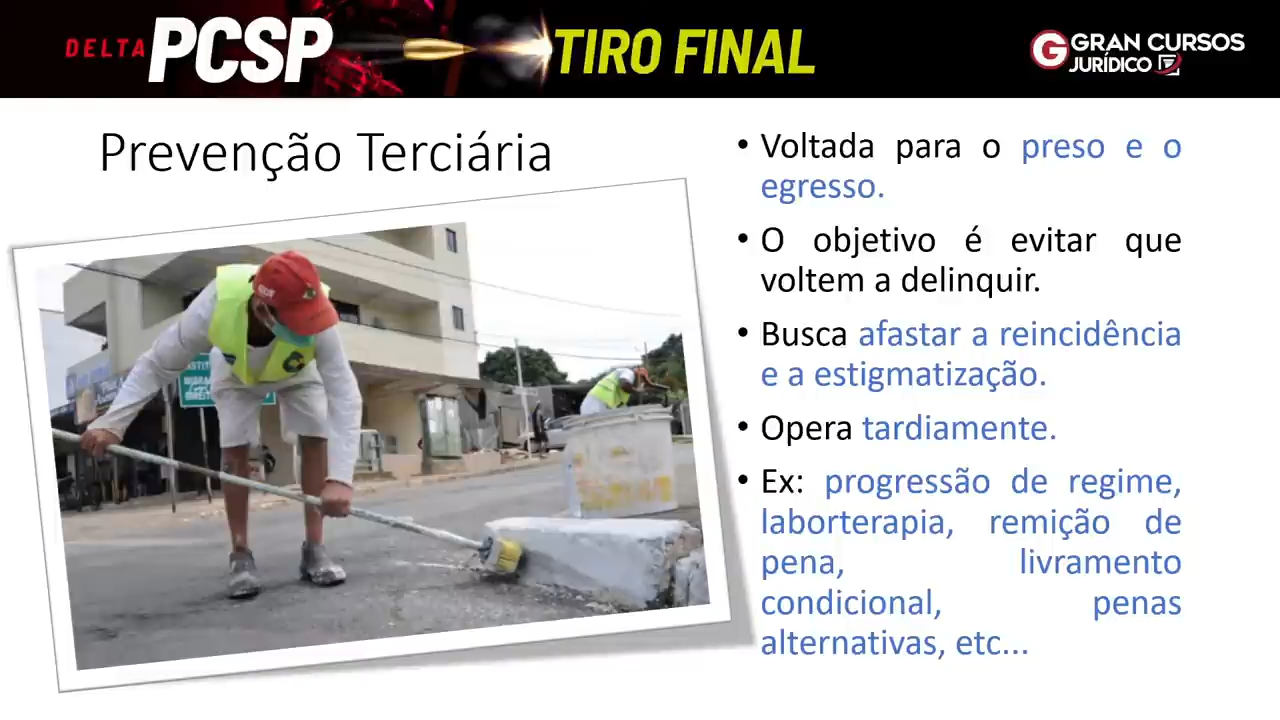 DELTA PCSP TIRO FINAL
GRAN CURSOS
JURÍDICO
Prevenção Terciária
• Voltada para o preso e o
egresso.
• O objetivo é evitar que
voltem a delinquir.
• Busca afastar a reincidência
e a estigmatização.
• Opera tardiamente.
• Ex: progressão de regime,
laborterapia, remição de
pena, livramento
condicional, penas
alternativas, etc...